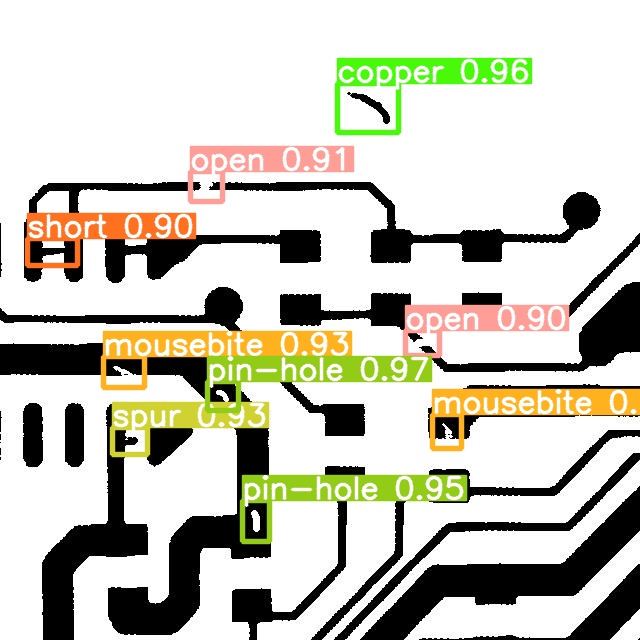 copper 0.96
open 0.91
short 0.90
open 0.90
mousebite 0.93
pin-hole 0.97
mousebite 0.
spur 0.93
pin-hole 0.95